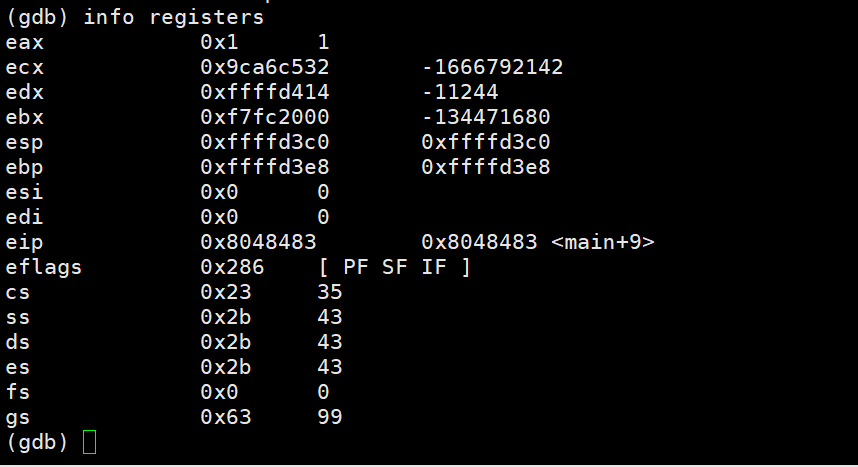 (gdb) info registers
eax            0x1      1
ecx            0x9ca6c532       -1666792142
edx            0xffffd414       -11244
ebx            0xf7fc2000       -134471680
esp            0xffffd3c0       0xffffd3c0
ebp            0xffffd3e8       0xffffd3e8
esi            0x0      0
edi            0x0      0
eip            0x8048483        0x8048483 <main+9>
eflags         0x286    [ PF SF IF ]
cs             0x23     35
ss             0x2b     43
ds             0x2b     43
es             0x2b     43
fs             0x0      0
gs             0x63     99
(gdb)